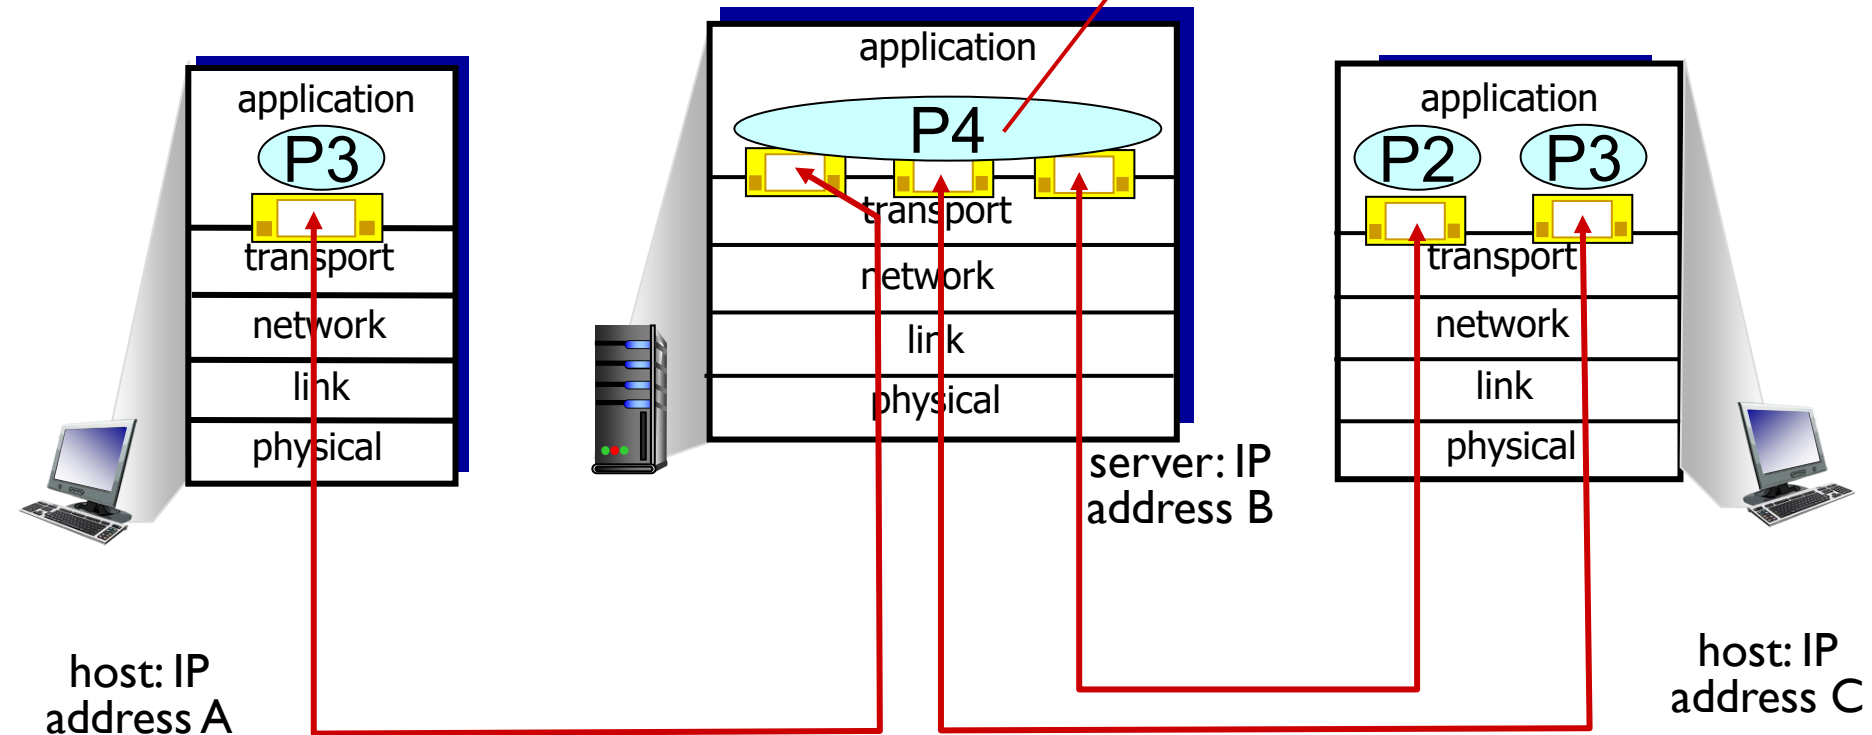 application
P3
transport
network
link
physical
host: IP
address A
application
P4
transport
network
link
physical
server: IP
address B
application
P2
P3
transport
network
link
physical
host: IP
address C